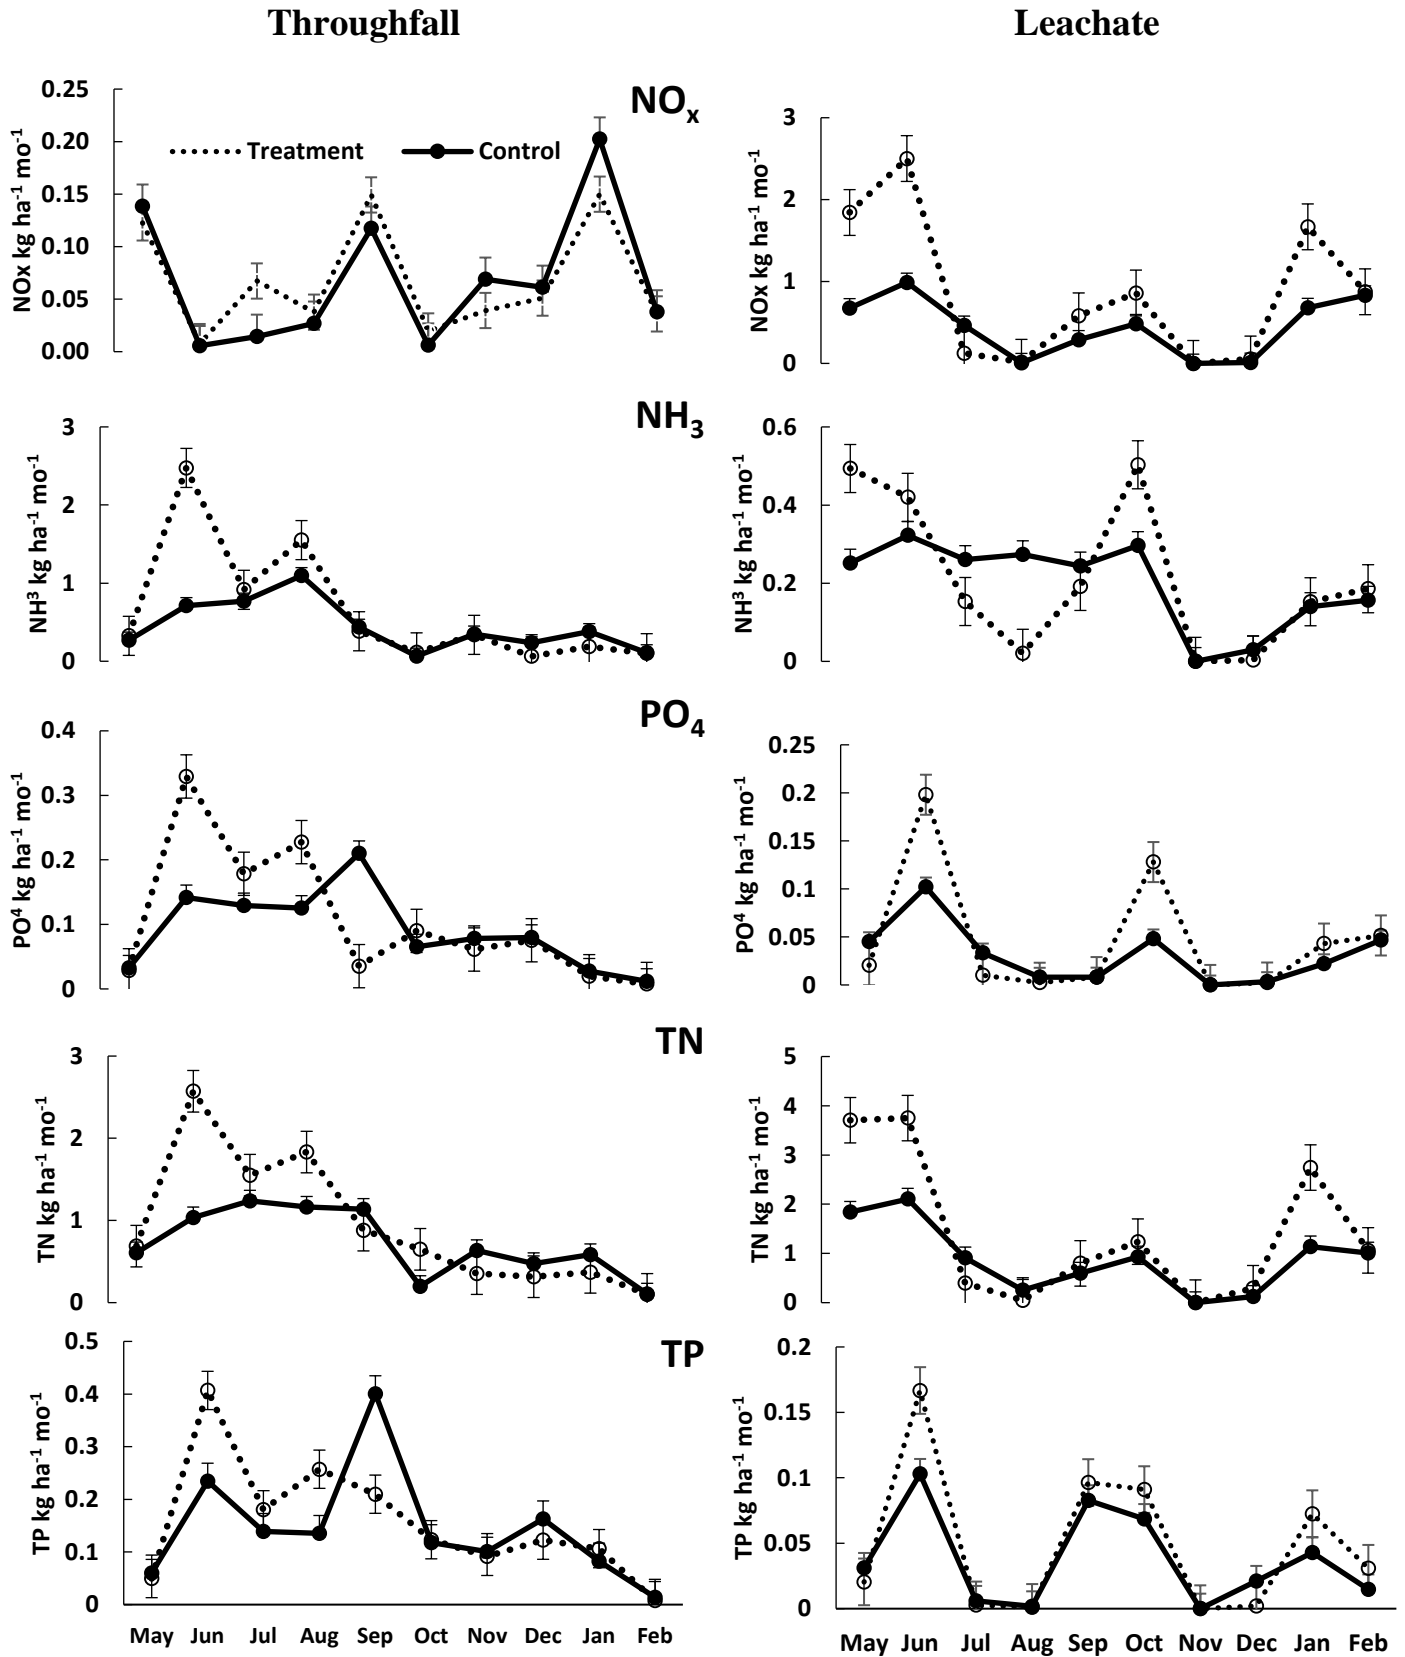 Throughfall
Leachate
NOx
0.25
0.20
0.15
0.10
0.05
0.00
NOx kg ha-1 mo-1
Treatment
Control
3
2
1
0
NOx kg ha-1 mo-1
NH3
3
2
1
0
NH3 kg ha-1 mo-1
0.6
0.4
0.2
0
NH3 kg ha-1 mo-1
PO4
0.4
0.3
0.2
0.1
0
PO4 kg ha-1 mo-1
0.25
0.2
0.15
0.1
0.05
0
PO4 kg ha-1 mo-1
TN
3
2
1
0
TN kg ha-1 mo-1
5
4
3
2
1
0
TN kg ha-1 mo-1
TP
0.5
0.4
0.3
0.2
0.1
0
TP kg ha-1 mo-1
May Jun Jul Aug Sep Oct Nov Dec Jan Feb
0.2
0.15
0.1
0.05
0
TP kg ha-1 mo-1
May Jun Jul Aug Sep Oct Nov Dec Jan Feb